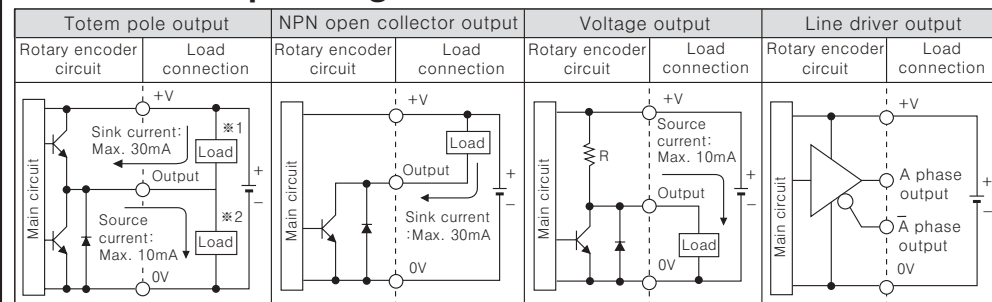 Totem pole output
NPN open collector output
Voltage output
Line driver output
Rotary encoder circuit
Load connection
Rotary encoder circuit
Load connection
Rotary encoder circuit
Load connection
Rotary encoder circuit
Load connection
Main circuit
+V
Sink current:
Max. 30mA
※1
Load
Output
+
−
Source
current:
Max. 10mA
※2
Load
0V
Main circuit
+V
Load
Output
+
−
Sink current
:Max. 30mA
0V
Main circuit
+V
R
Source
current:
Max. 10mA
Output
+
−
Load
0V
Main circuit
+V
A phase
output
A̅ phase
output
+
−
0V